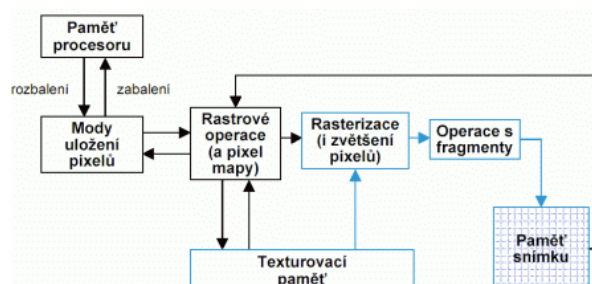 Paměť
procesoru
rozbalení
zabalení
Mody
uložení
pixelů
Rastrové
operace
(a pixel
mapy)
Rasterizace
(i zvětšení
pixelů)
Operace s
fragmenty
Paměť
snímku
Texturovací
paměť